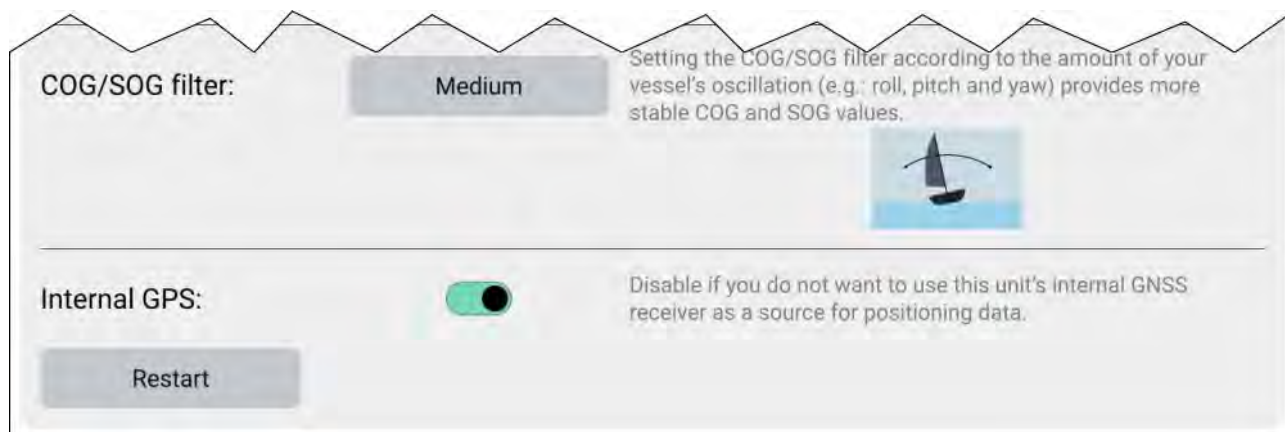 COG/SOG filter:
Medium
Setting the COG/SOG filter according to the amount of your
vessel's oscillation (e.g.: roll, pitch and yaw) provides more
stable COG and SOG values.
Internal GPS:
Disable if you do not want to use this unit's internal GNSS
receiver as a source for positioning data.
Restart